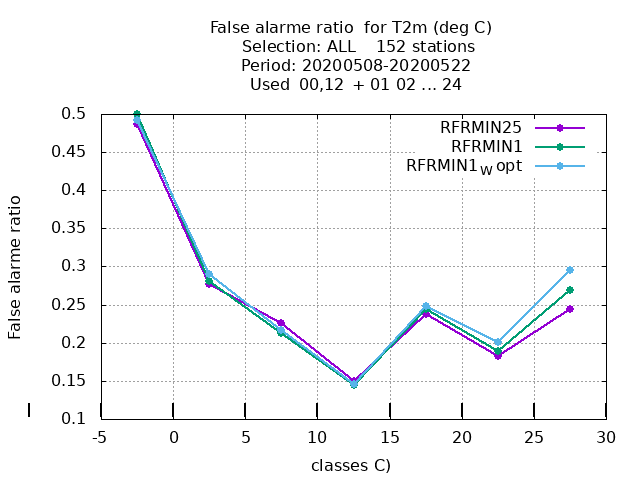 False alarme ratio  for T2m (deg C)
Selection: ALL    152 stations
Period: 20200508-20200522
Used  00,12  + 01 02 ... 24
RFRMIN25
RFRMIN1
RFRMIN1W opt
False alarme ratio
0.5
0.45
0.4
0.35
0.3
0.25
0.2
0.15
0.1
-5 0 5 10 15 20 25 30
classes C)